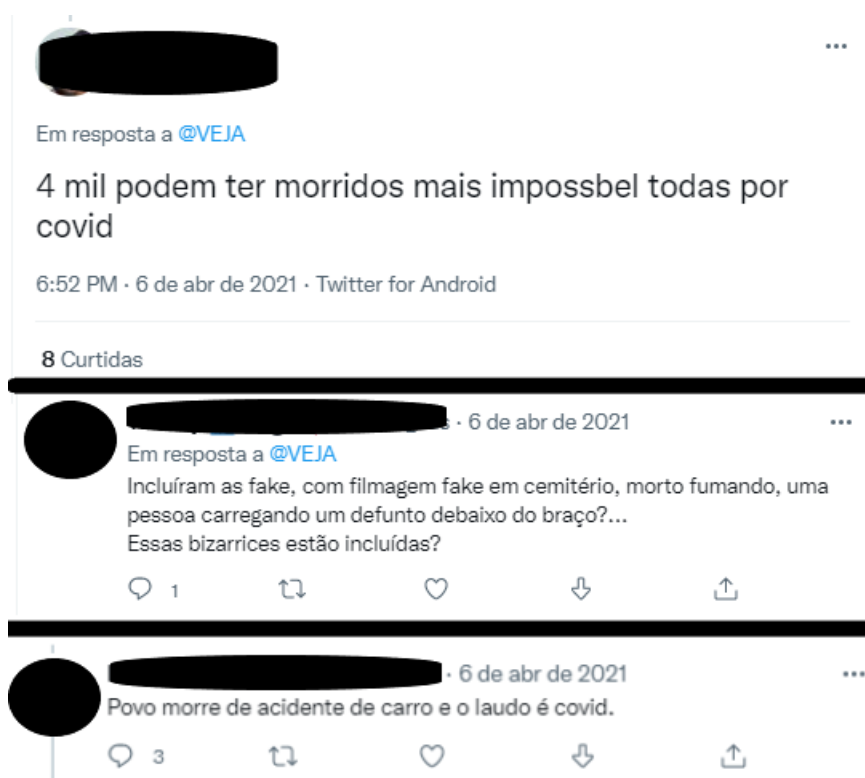 Em resposta a @VEJA
4 mil podem ter morridos mais impossbel todas por
covid
6:52 PM · 6 de abr de 2021 · Twitter for Android
8 Curtidas
· 6 de abr de 2021
Em resposta a @VEJA
Incluíram as fake, com filmagem fake em cemitério, morto fumando, uma
pessoa carregando um defunto debaixo do braço?...
Essas bizarrices estão incluídas?
1
· 6 de abr de 2021
Povo morre de acidente de carro e o laudo é covid.
3